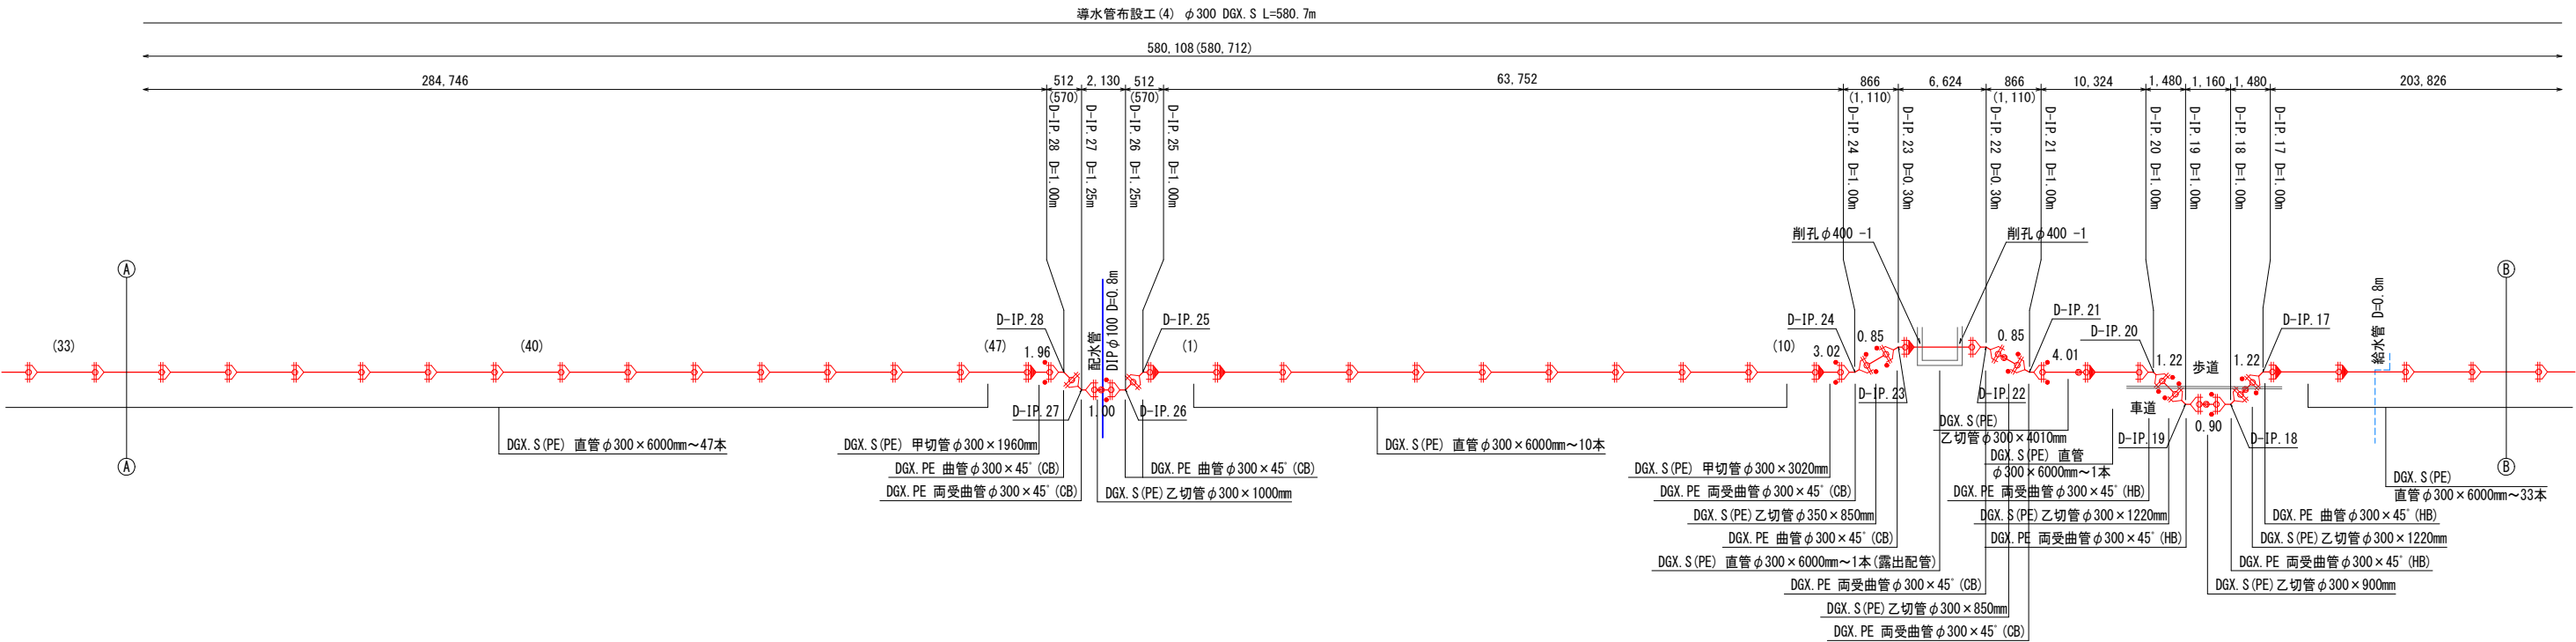 導水管布設工(4) φ300 DGX.S L=580.7m
580,108(580,712)
284,746
512
(570)
2,130
512
(570)
63,752
866
(1,110)
6,624
866
(1,110)
10,324
1,480
1,160
1,480
203,826
D-IP.28 D=1.00m
D-IP.27 D=1.25m
D-IP.26 D=1.25m
D-IP.25 D=1.00m
D-IP.24 D=1.00m
D-IP.23 D=0.30m
D-IP.22 D=0.30m
D-IP.21 D=1.00m
D-IP.20 D=1.00m
D-IP.19 D=1.00m
D-IP.18 D=1.00m
D-IP.17 D=1.00m
削孔φ400 -1
削孔φ400 -1
A
B
配水管
DIPφ100 D=0.8m
給水管 D=0.8m
D-IP.28
D-IP.25
D-IP.24
D-IP.21
D-IP.20
D-IP.17
(33)
(40)
(47)
1.96
(1)
(10)
3.02
0.85
0.85
4.01
1.22
歩道
1.22
D-IP.27
1.00
D-IP.26
D-IP.23
D-IP.22
車道
D-IP.19
0.90
D-IP.18
A
B
DGX.S(PE) 直管φ300×6000mm～47本
DGX.S(PE) 甲切管φ300×1960mm
DGX.PE 曲管φ300×45°(CB)
DGX.PE 両受曲管φ300×45°(CB)
DGX.PE 曲管φ300×45°(CB)
DGX.S(PE)乙切管φ300×1000mm
DGX.S(PE) 直管φ300×6000mm～10本
DGX.S(PE) 甲切管φ300×3020mm
DGX.PE 両受曲管φ300×45°(CB)
DGX.S(PE)乙切管φ350×850mm
DGX.PE 曲管φ300×45°(CB)
DGX.S(PE) 直管φ300×6000mm～1本(露出配管)
DGX.PE 両受曲管φ300×45°(CB)
DGX.S(PE)乙切管φ300×850mm
DGX.PE 両受曲管φ300×45°(CB)
DGX.S(PE)
乙切管φ300×4010mm
DGX.S(PE) 直管
φ300×6000mm～1本
DGX.PE 両受曲管φ300×45°(HB)
DGX.S(PE)乙切管φ300×1220mm
DGX.PE 両受曲管φ300×45°(HB)
DGX.S(PE)
直管φ300×6000mm～33本
DGX.PE 曲管φ300×45°(HB)
DGX.S(PE)乙切管φ300×1220mm
DGX.PE 両受曲管φ300×45°(HB)
DGX.S(PE)乙切管φ300×900mm